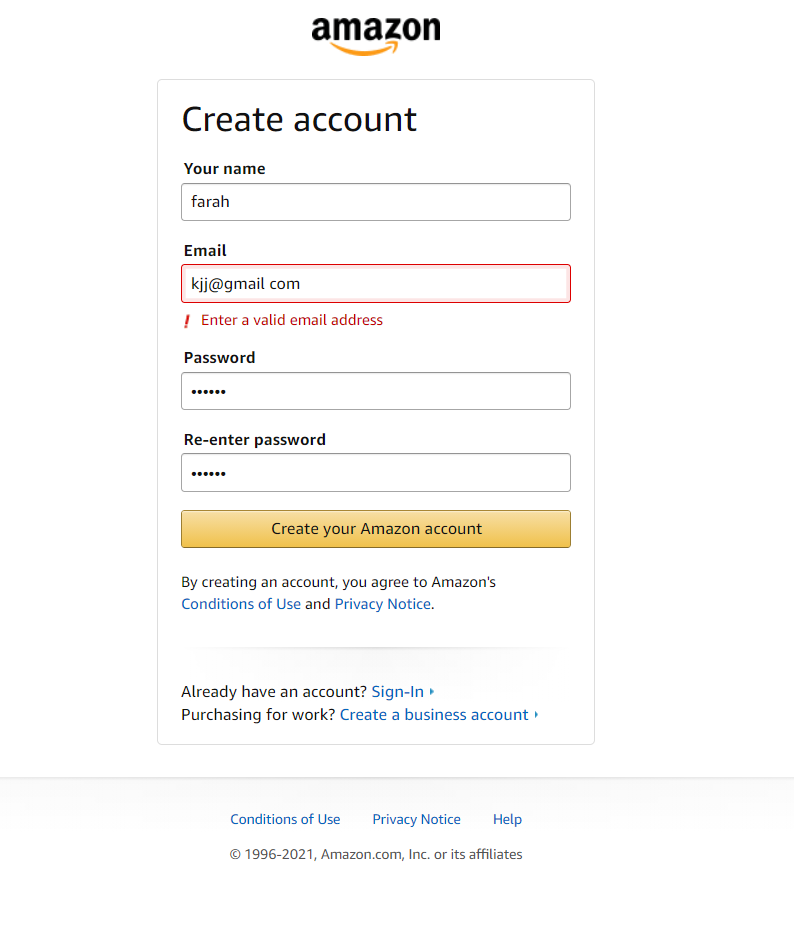 amazon
Create account
Your name
farah
Email
kjj@gmail com
! Enter a valid email address
Password
••••••
Re-enter password
••••••
Create your Amazon account
By creating an account, you agree to Amazon's
Conditions of Use and Privacy Notice.
Already have an account? Sign-In
Purchasing for work? Create a business account
Conditions of Use Privacy Notice Help
© 1996-2021, Amazon.com, Inc. or its affiliates